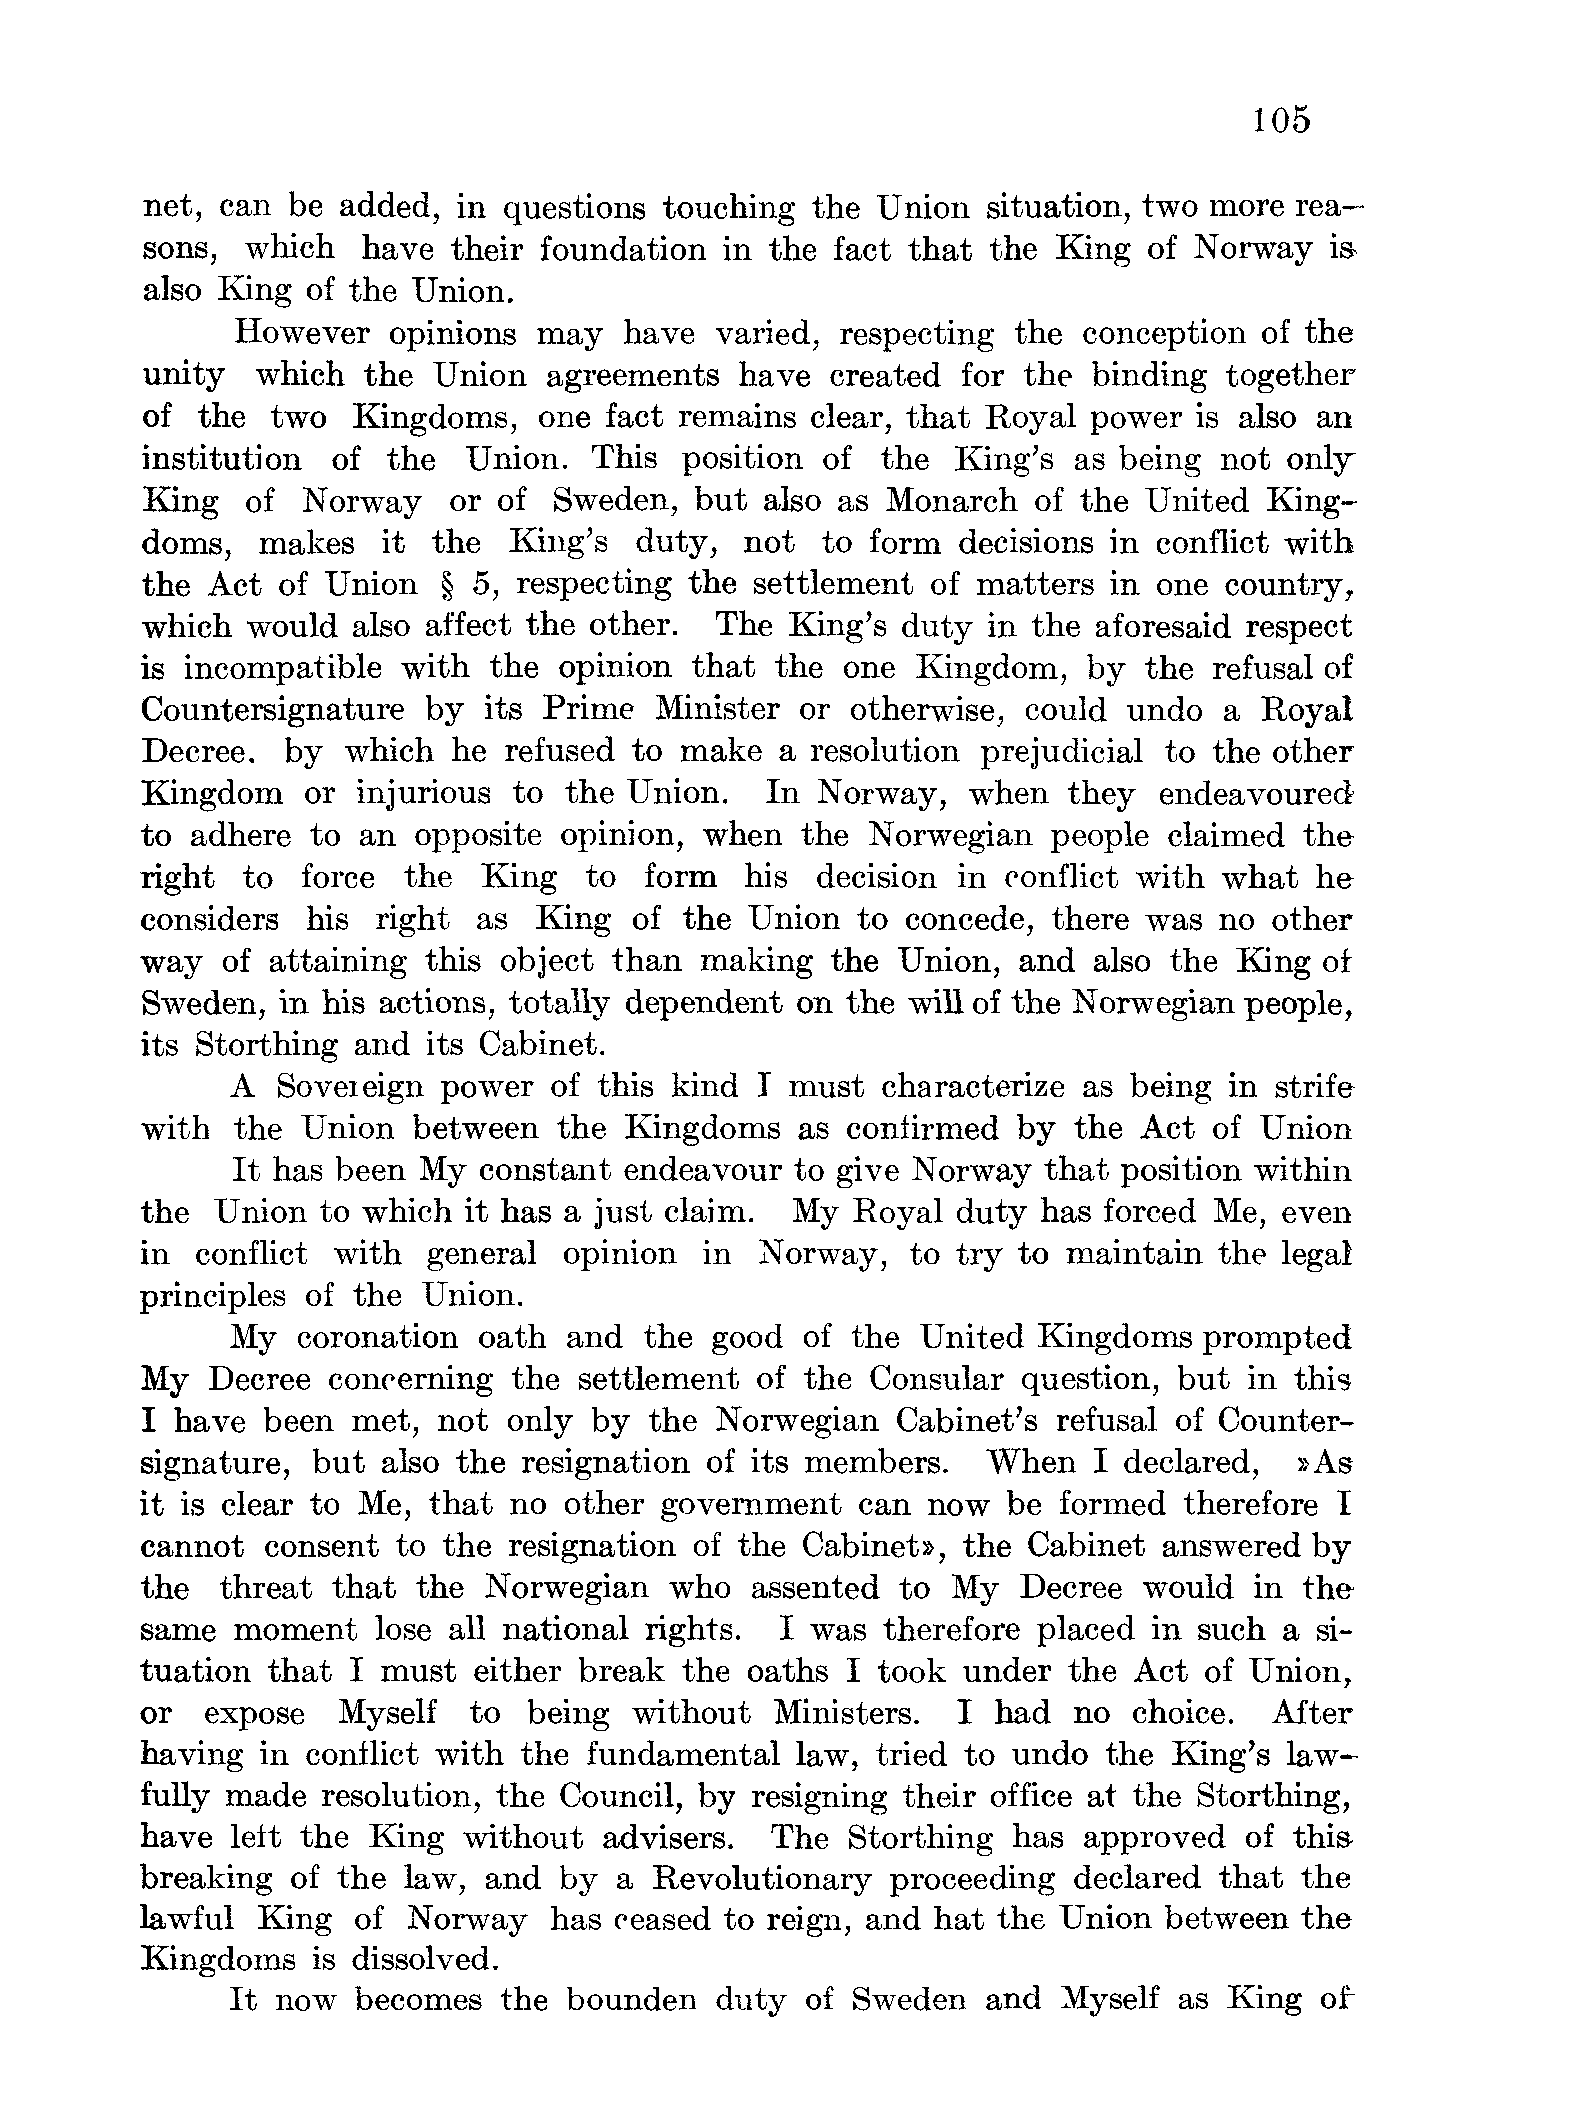 105
net, can be added, in questions touching the Union situation, two more rea-
sons, which have their foundation in the fact that the King of Norway is
also King of the Union.
However opinions may have varied, respecting the conception of the
unity which the Union agreements have created for the binding together
of the two Kingdoms, one fact remains clear, that Royal power is also an
institution of the Union. This position of the King's as being not only
King of Norway or of Sweden, but also as Monarch of the United King-
doms, makes it the King's duty, not to form decisions in conflict with
the Act of Union § 5, respecting the settlement of matters in one country,
which would also affect the other. The King's duty in the aforesaid respect
is incompatible with the opinion that the one Kingdom, by the refusal of
Countersignature by its Prime Minister or otherwise, could undo a Royal
Decree. by which he refused to make a resolution prejudicial to the other
Kingdom or injurious to the Union. In Norway, when they endeavoured
to adhere to an opposite opinion, when the Norwegian people claimed the
right to force the King to form his decision in conflict with what he
considers his right as King of the Union to concede, there was no other
way of attaining this object than making the Union, and also the King of
Sweden, in his actions, totally dependent on the will of the Norwegian people,
its Storthing and its Cabinet.
A Sovereign power of this kind I must characterize as being in strife
with the Union between the Kingdoms as confirmed by the Act of Union
It has been My constant endeavour to give Norway that position within
the Union to which it has a just claim. My Royal duty has forced Me, even
in conflict with general opinion in Norway, to try to maintain the legal
principles of the Union.
My coronation oath and the good of the United Kingdoms prompted
My Decree concerning the settlement of the Consular question, but in this
I have been met, not only by the Norwegian Cabinet's refusal of Counter-
signature, but also the resignation of its members. When I declared, »As
it is clear to Me, that no other government can now be formed therefore I
cannot consent to the resignation of the Cabinet», the Cabinet answered by
the threat that the Norwegian who assented to My Decree would in the
same moment lose all national rights. I was therefore placed in such a si-
tuation that I must either break the oaths I took under the Act of Union,
or expose Myself to being without Ministers. I had no choice. After
having in conflict with the fundamental law, tried to undo the King's law-
fully made resolution, the Council, by resigning their office at the Storthing,
have left the King without advisers. The Storthing has approved of this
breaking of the law, and by a Revolutionary proceeding declared that the
lawful King of Norway has ceased to reign, and hat the Union between the
Kingdoms is dissolved.
It now becomes the bounden duty of Sweden and Myself as King of